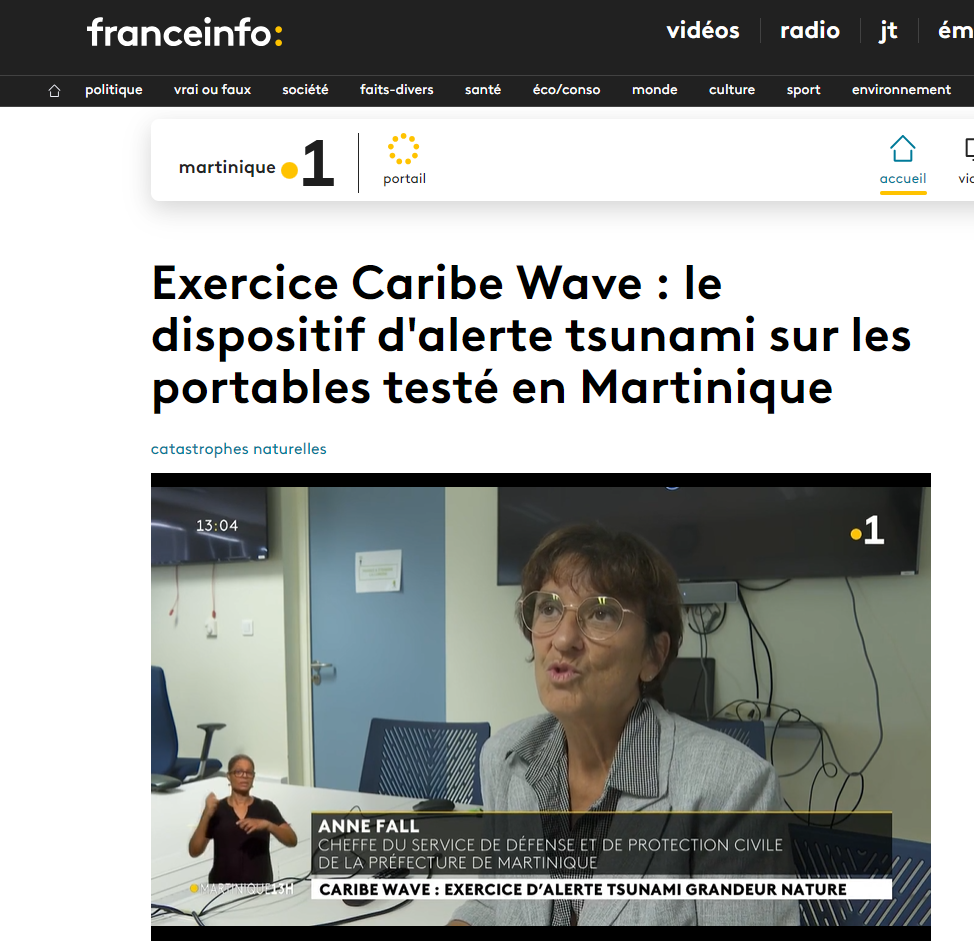 franceinfo:
vidéos
radio
jt
ém
politique
vrai ou faux
société
faits-divers
santé
éco/conso
monde
culture
sport
environnement
martinique
1
portail
accueil
Exercice Caribe Wave : le
dispositif d'alerte tsunami sur les
portables testé en Martinique
catastrophes naturelles
13:04
1
ANNE FALL
CHEFFE DU SERVICE DE DÉFENSE ET DE PROTECTION CIVILE
DE LA PRÉFECTURE DE MARTINIQUE
MARTINIQUE13H
CARIBE WAVE : EXERCICE D'ALERTE TSUNAMI GRANDEUR NATURE